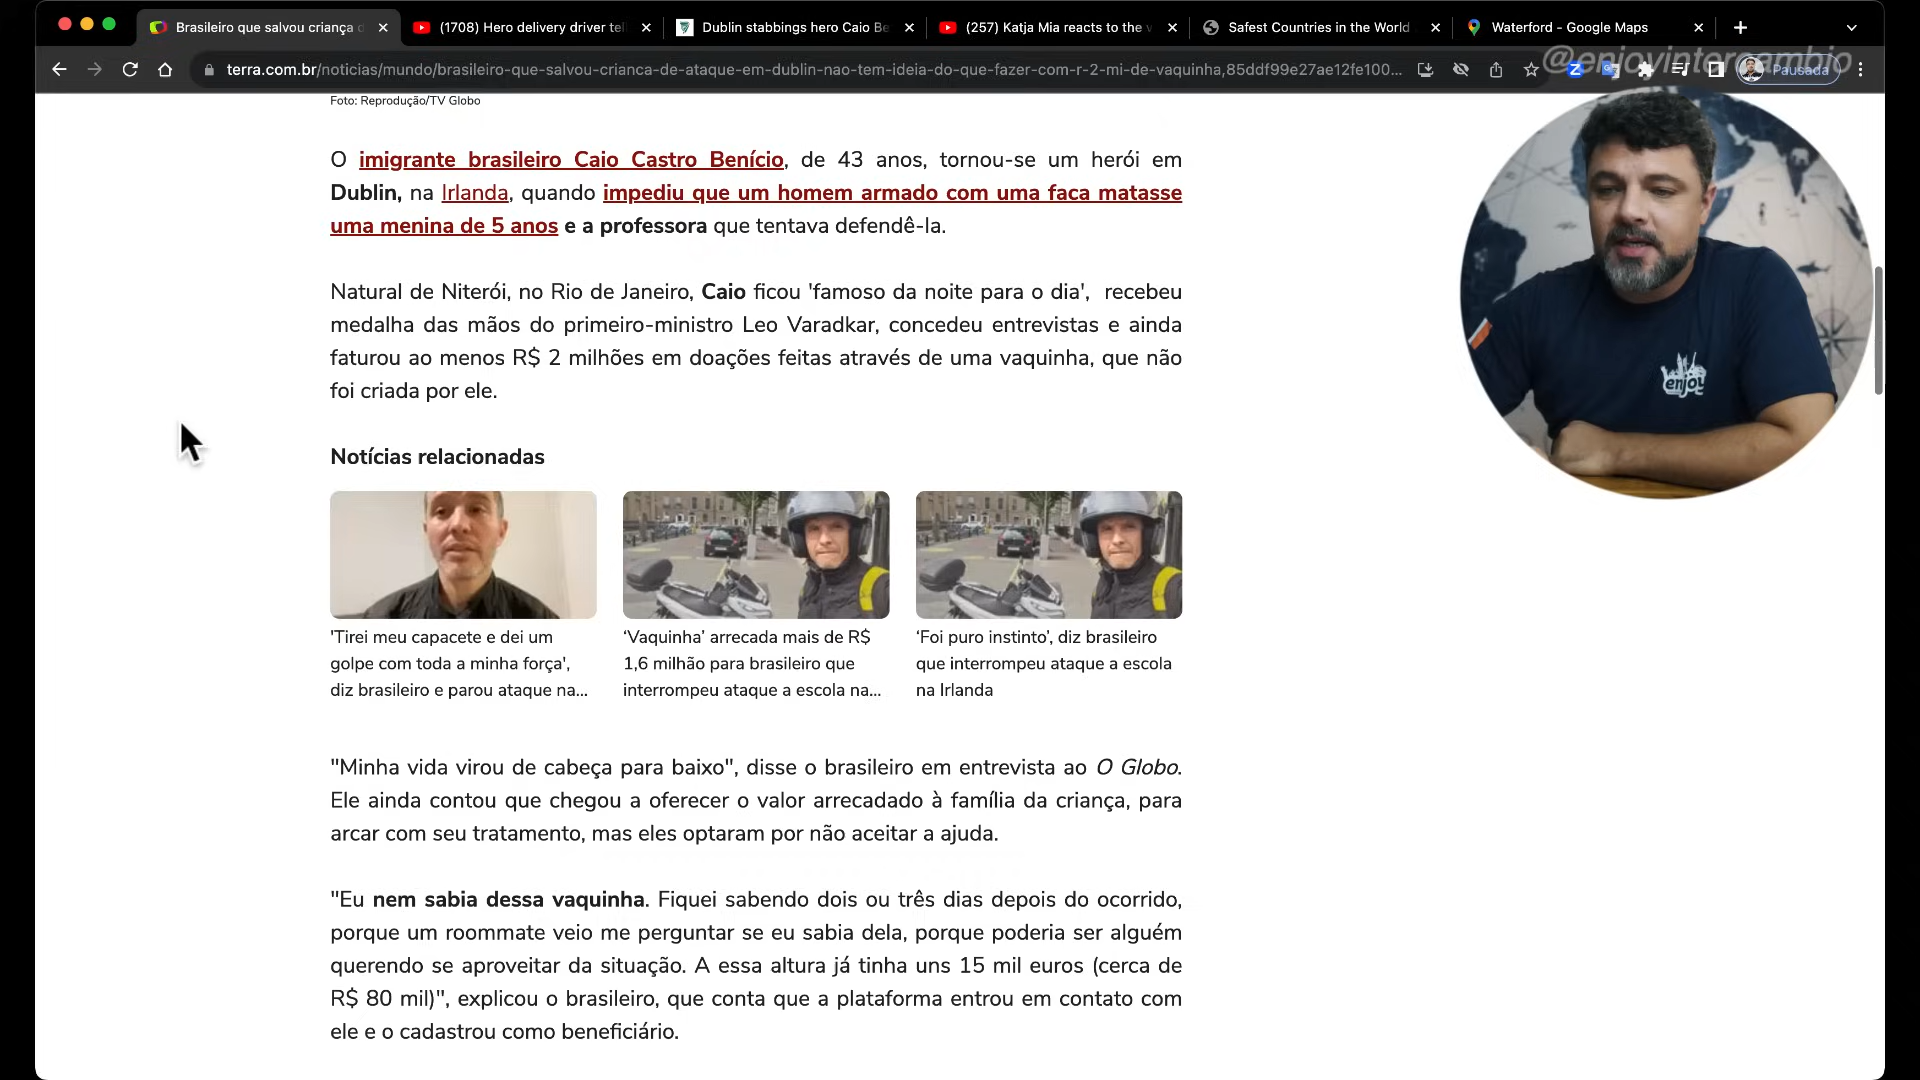 Brasileiro que salvou criança d
(1708) Hero delivery driver tel
Dublin stabbings hero Caio Be
(257) Katja Mia reacts to the v
Safest Countries in the World
Waterford - Google Maps
terra.com.br/noticias/mundo/brasileiro-que-salvou-crianca-de-ataque-em-dublin-nao-tem-ideia-do-que-fazer-com-r-2-mi-de-vaquinha,85ddf99e27ae12fe100...
Pausada
@enjoyintercambio
Foto: Reprodução/TV Globo
O imigrante brasileiro Caio Castro Benício, de 43 anos, tornou-se um herói em
Dublin, na Irlanda, quando impediu que um homem armado com uma faca matasse
uma menina de 5 anos e a professora que tentava defendê-la.
Natural de Niterói, no Rio de Janeiro, Caio ficou 'famoso da noite para o dia', recebeu
medalha das mãos do primeiro-ministro Leo Varadkar, concedeu entrevistas e ainda
faturou ao menos R$ 2 milhões em doações feitas através de uma vaquinha, que não
foi criada por ele.
enjoy
Notícias relacionadas
'Tirei meu capacete e dei um
golpe com toda a minha força',
diz brasileiro e parou ataque na...
‘Vaquinha’ arrecada mais de R$
1,6 milhão para brasileiro que
interrompeu ataque a escola na...
‘Foi puro instinto’, diz brasileiro
que interrompeu ataque a escola
na Irlanda
"Minha vida virou de cabeça para baixo", disse o brasileiro em entrevista ao O Globo.
Ele ainda contou que chegou a oferecer o valor arrecadado à família da criança, para
arcar com seu tratamento, mas eles optaram por não aceitar a ajuda.
"Eu nem sabia dessa vaquinha. Fiquei sabendo dois ou três dias depois do ocorrido,
porque um roommate veio me perguntar se eu sabia dela, porque poderia ser alguém
querendo se aproveitar da situação. A essa altura já tinha uns 15 mil euros (cerca de
R$ 80 mil)", explicou o brasileiro, que conta que a plataforma entrou em contato com
ele e o cadastrou como beneficiário.